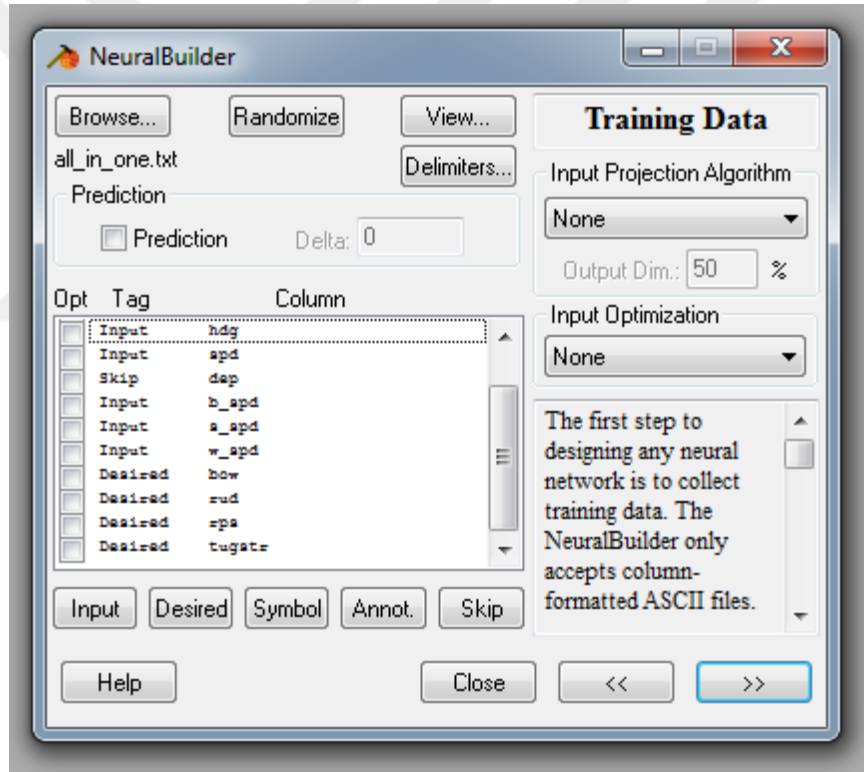 NeuralBuilder
Browse... Randomize View...
all_in_one.txt Delimiters...
Prediction
Prediction Delta: 0
Opt Tag Column
Input hdg
Input spd
Skip dep
Input b_spd
Input s_spd
Input w_spd
Desired bow
Desired rud
Desired rps
Desired tugstr
Input Desired Symbol Annot. Skip
Training Data
Input Projection Algorithm
None
Output Dim.: 50 %
Input Optimization
None
The first step to
designing any neural
network is to collect
training data. The
NeuralBuilder only
accepts column-
formatted ASCII files.
Help Close << >>